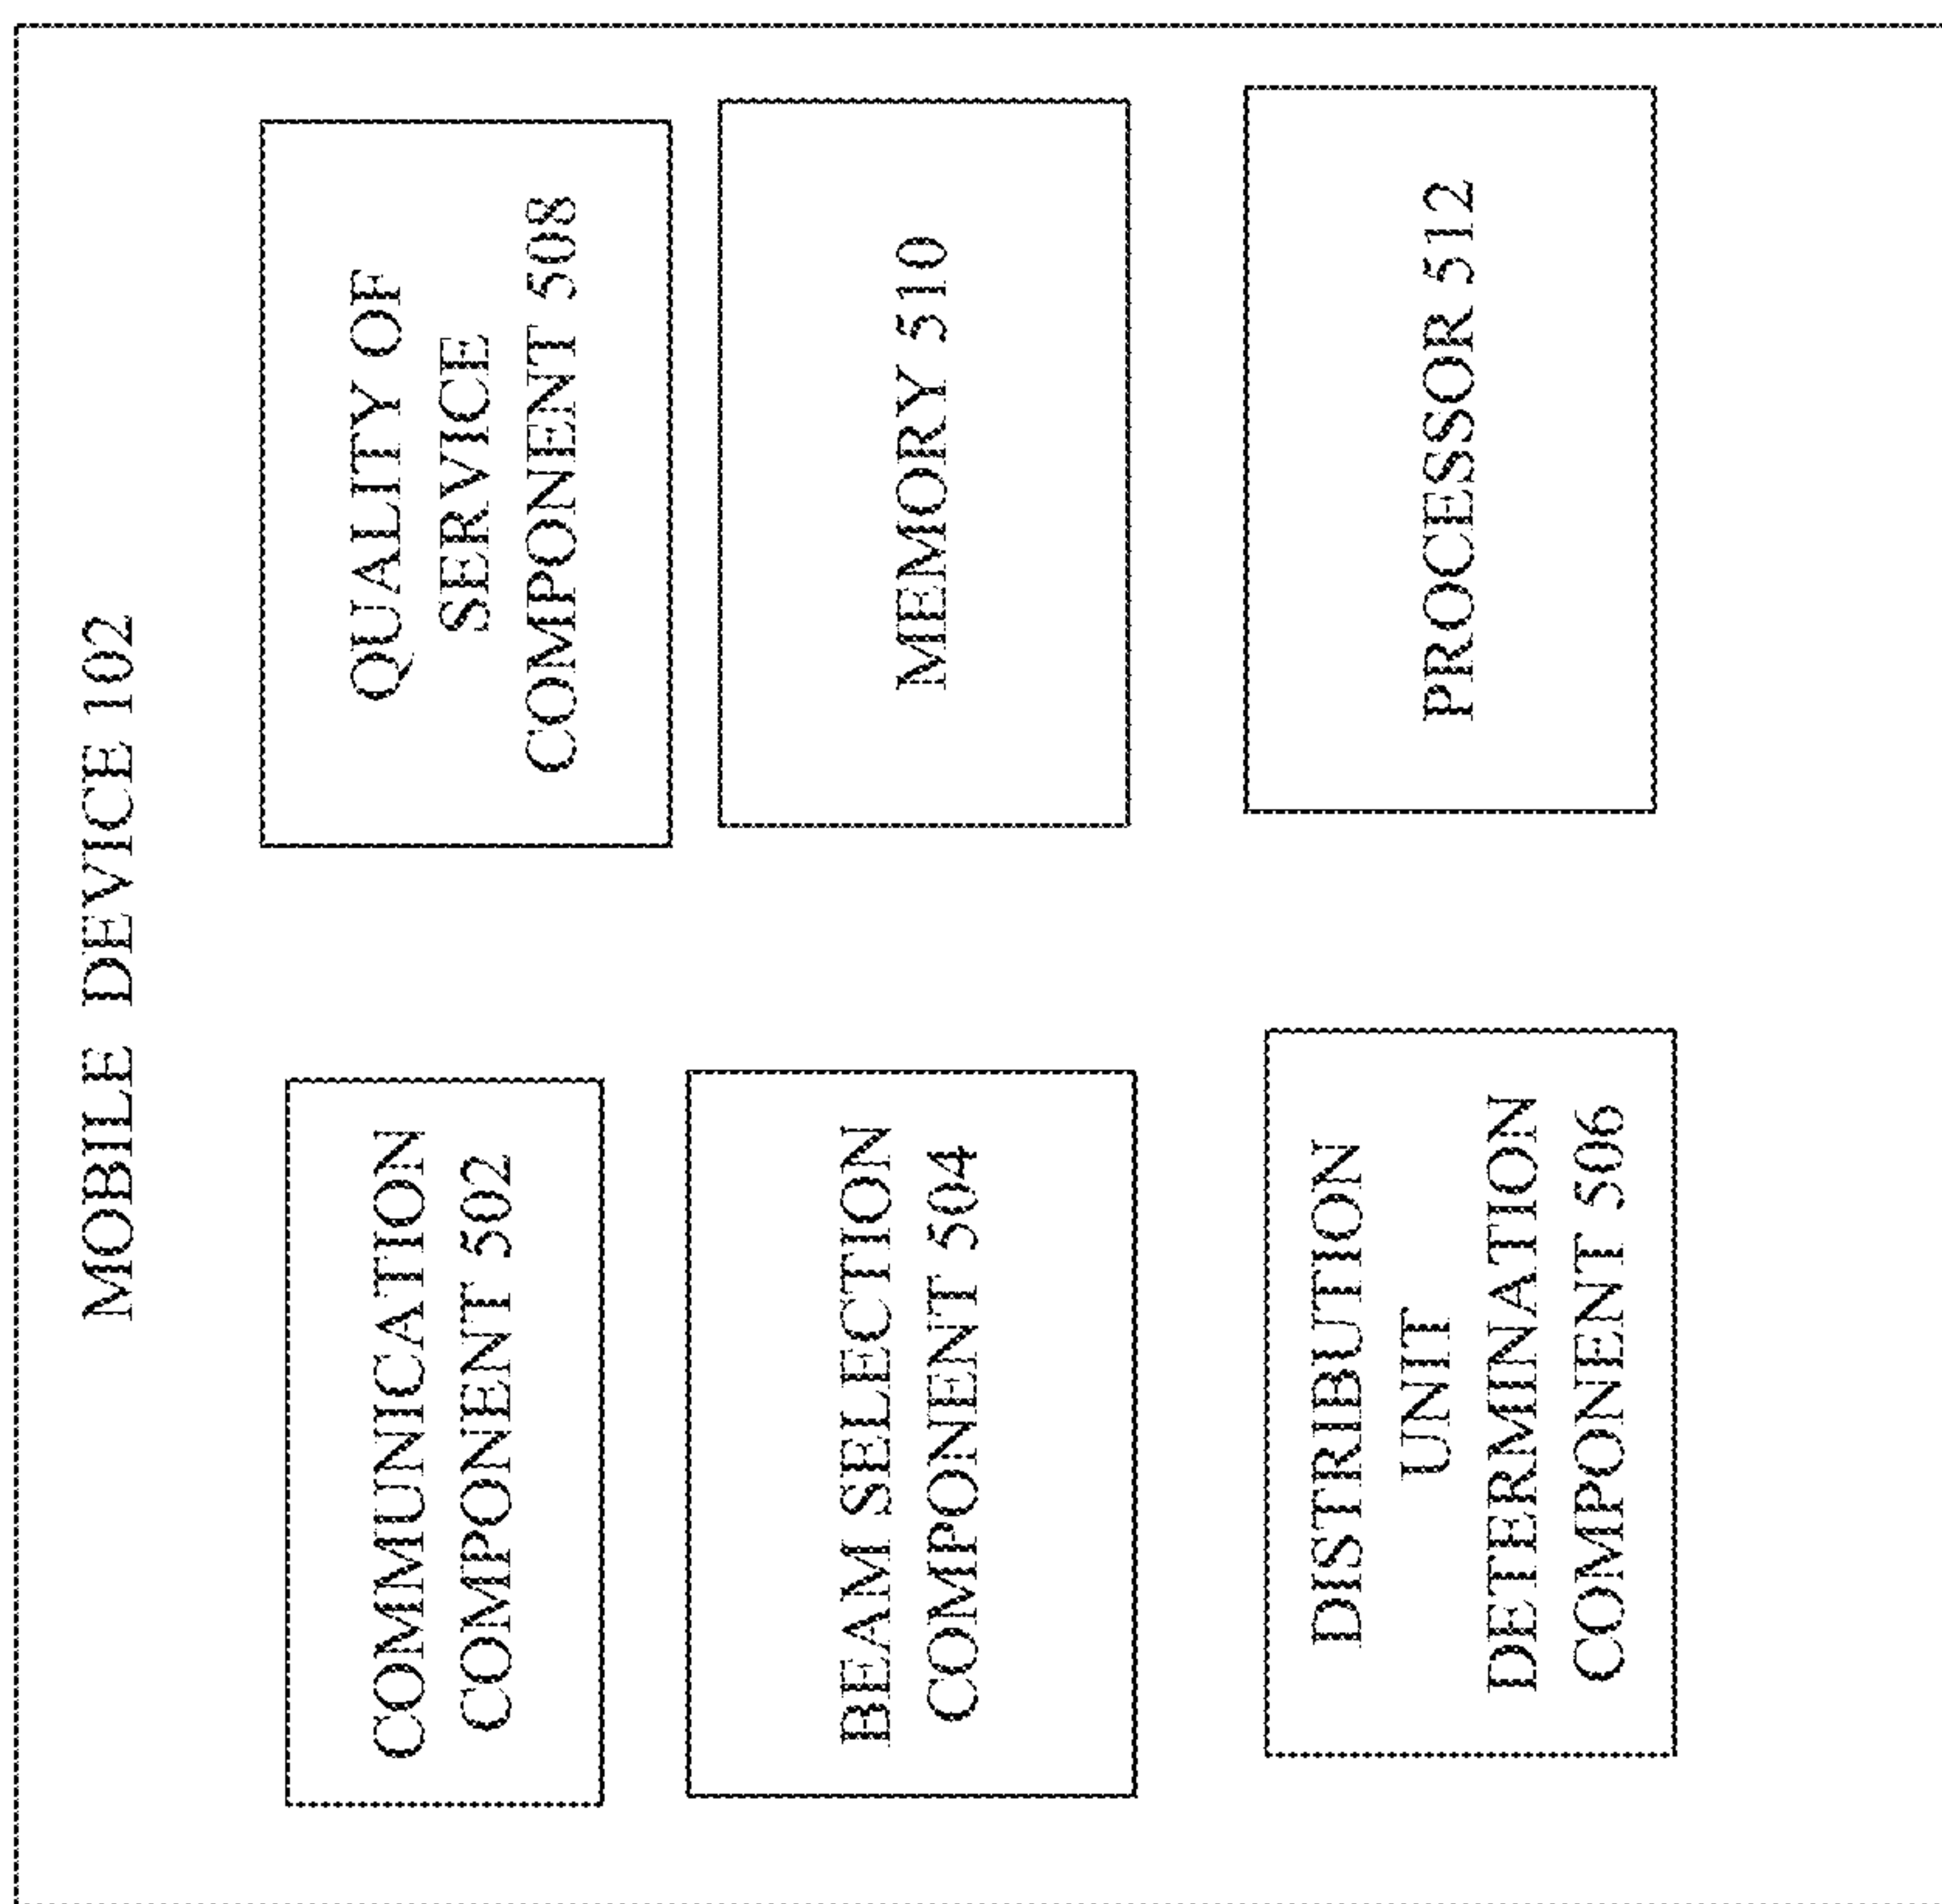 MOBILE DEVICE 102
COMMUNICATION
COMPONENT 502
QUALITY OF
SERVICE
COMPONENT 508
BEAM SELECTION
COMPONENT 504
MEMORY 510
DISTRIBUTION
UNIT
DETERMINATION
COMPONENT 506
PROCESSOR 512